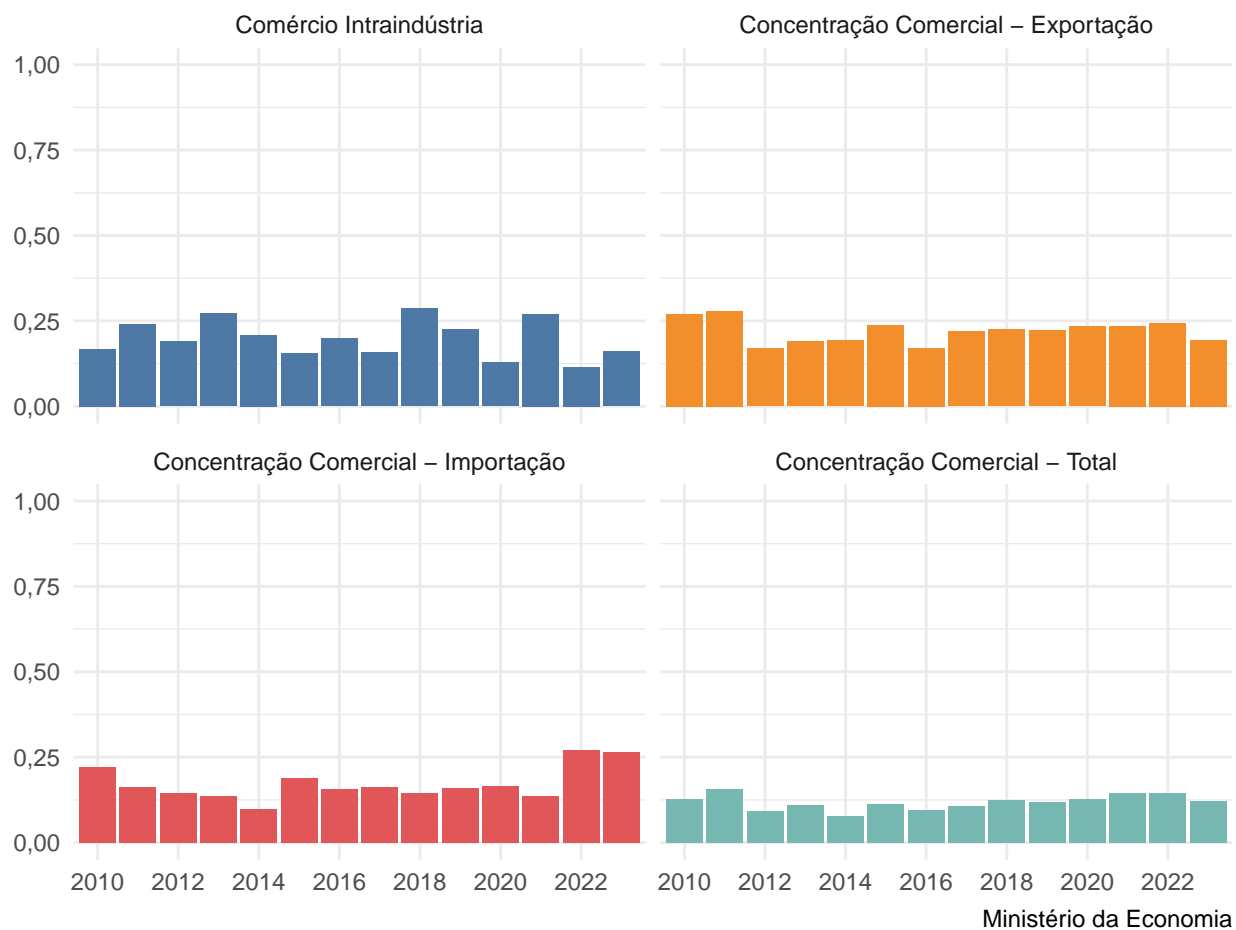 Comércio Intraindústria
Concentração Comercial – Exportação
1,00
0,75
0,50
0,25
0,00
Concentração Comercial – Importação
Concentração Comercial – Total
1,00
0,75
0,50
0,25
0,00
2010 2012 2014 2016 2018 2020 2022
2010 2012 2014 2016 2018 2020 2022
Ministério da Economia